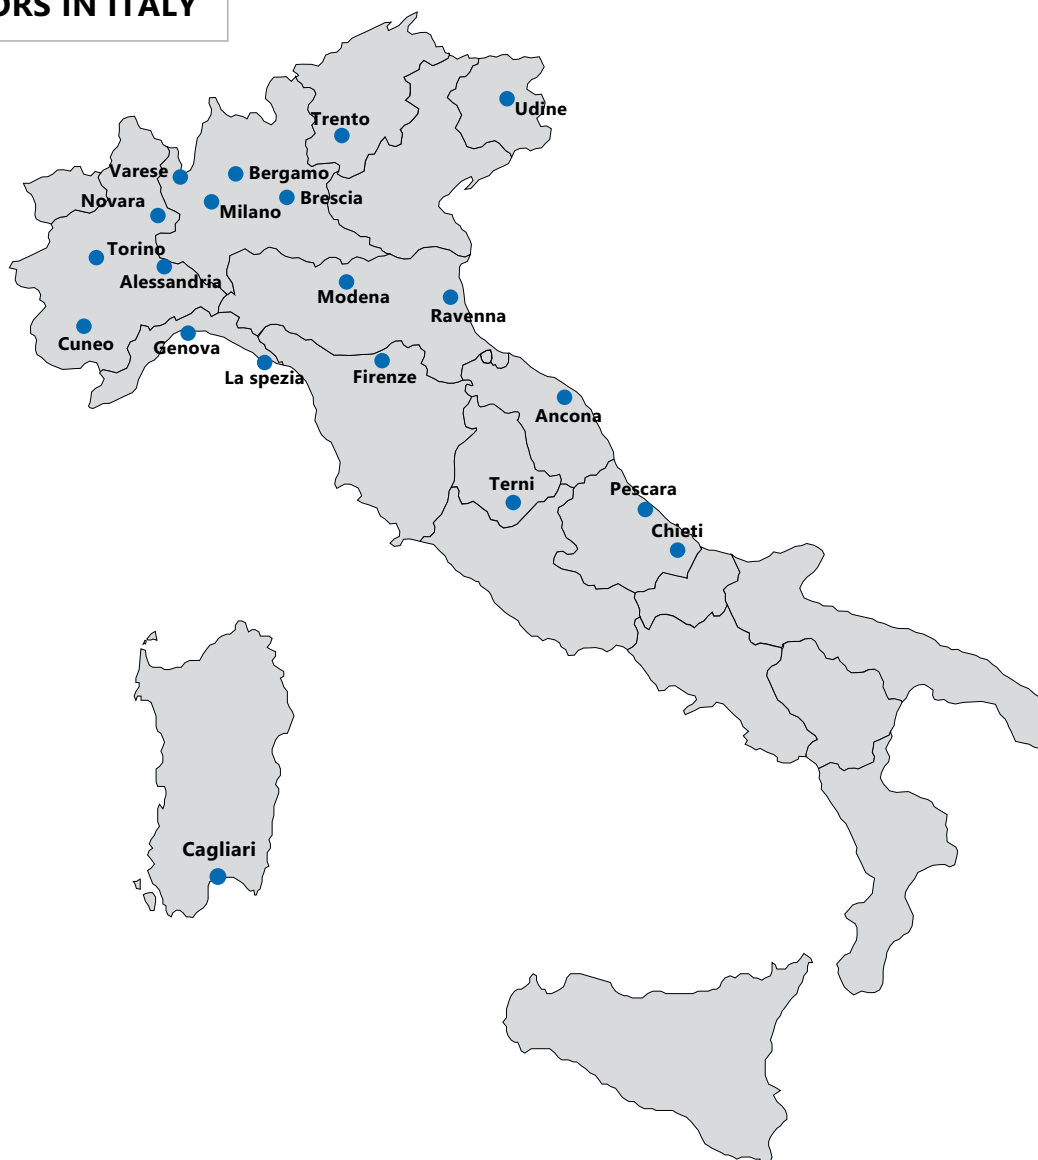 IN ITALY
Udine
Trento
Varese
Bergamo
Novara
Brescia
Milano
Torino
Alessandria
Modena
Ravenna
Cuneo
Genova
La spezia
Firenze
Ancona
Terni
Pescara
Chieti
Cagliari